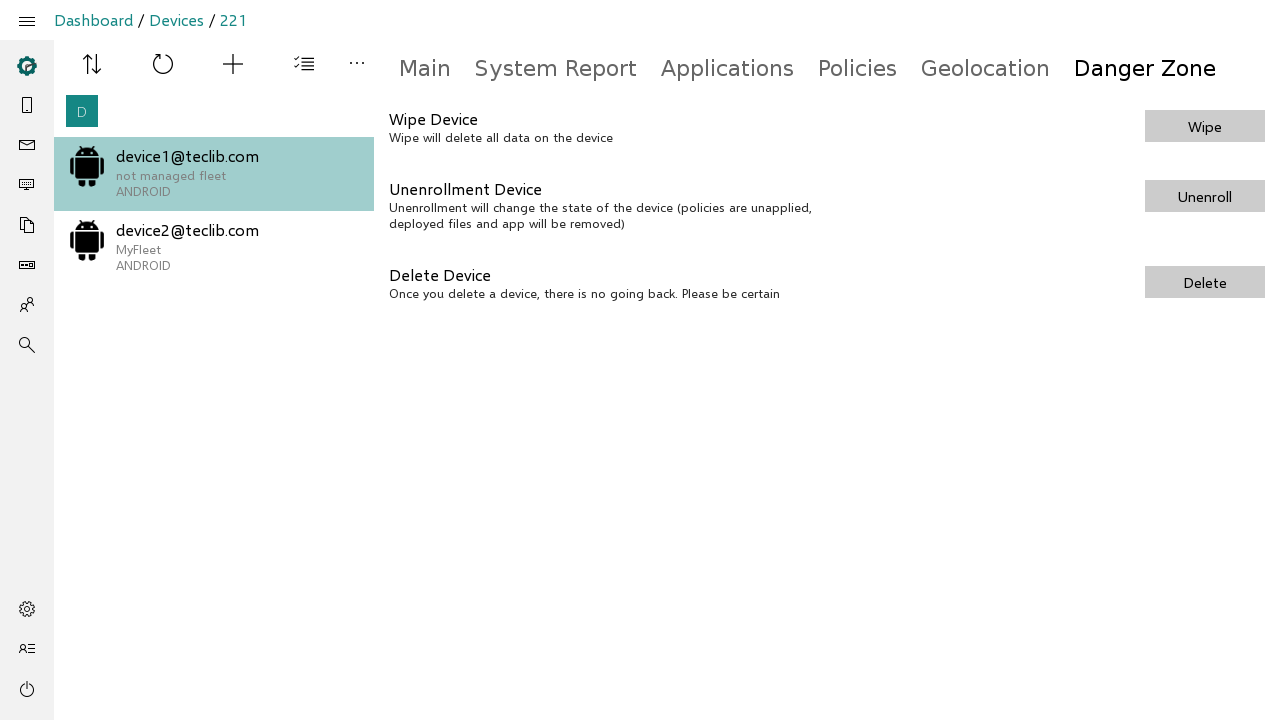 Dashboard / Devices / 221
Main System Report Applications Policies Geolocation Danger Zone
D
device1@teclib.com
not managed fleet
ANDROID
device2@teclib.com
MyFleet
ANDROID
Wipe Device
Wipe will delete all data on the device
Wipe
Unenrollment Device
Unenrollment will change the state of the device (policies are unapplied,
deployed files and app will be removed)
Unenroll
Delete Device
Once you delete a device, there is no going back. Please be certain
Delete